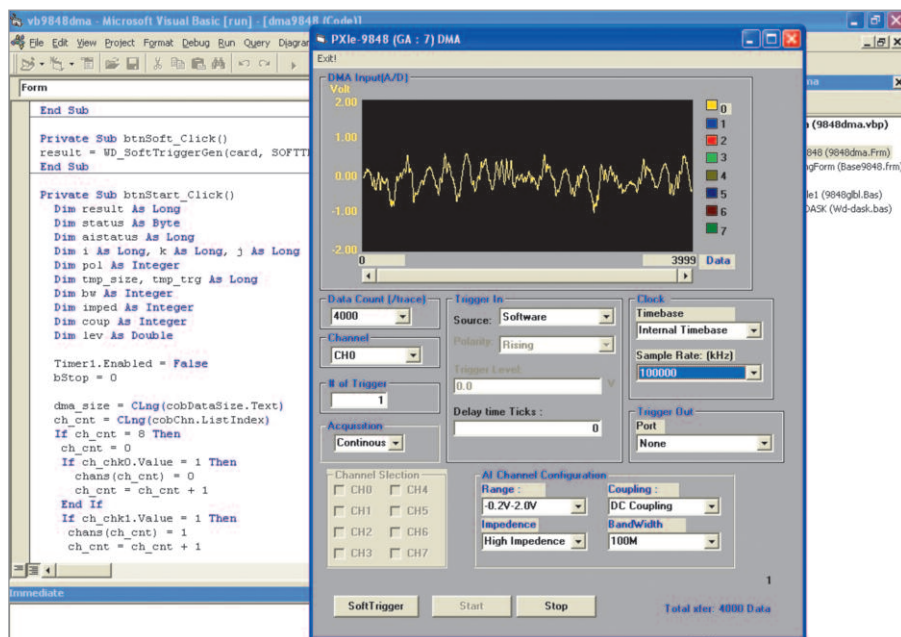 vb9848dma - Microsoft Visual Basic [run] - [dma9848 (Code)]
File Edit View Project Format Debug Run Query Diagram
Form
End Sub
Private Sub btnSoft_Click()
result = WD_SoftTriggerGen(card, SOFTT
End Sub
Private Sub btnStart_Click()
Dim result As Long
Dim status As Byte
Dim aistatus As Long
Dim i As Long, k As Long, j As Long
Dim pol As Integer
Dim tmp_size, tmp_trg As Long
Dim bw As Integer
Dim imped As Integer
Dim coup As Integer
Dim lev As Double
Timer1.Enabled = False
bStop = 0
dma_size = CLng(cobDataSize.Text)
ch_cnt = CLng(cobChn.ListIndex)
If ch_cnt = 8 Then
ch_cnt = 0
If ch_chk0.Value = 1 Then
chans(ch_cnt) = 0
ch_cnt = ch_cnt + 1
End If
If ch_chk1.Value = 1 Then
chans(ch_cnt) = 1
ch_cnt = ch_cnt + 1
Immediate
PXIe-9848 (GA : 7) DMA
Exit!
DMA Input(A/D)
Volt
2.00
1.00
0.00
-1.00
-2.00
0
1
2
3
4
5
6
7
0 3999 Data
Data Count (/trace)
4000
Channel
CH0
# of Trigger
1
Acquisition
Continous
Trigger In
Source: Software
Polarity: Rising
Trigger Level:
0.0 V
Delay time Ticks :
0
Clock
Timebase
Internal Timebase
Sample Rate: (kHz)
100000
Trigger Out
Port
None
Channel Slection
CH0 CH4
CH1 CH5
CH2 CH6
CH3 CH7
AI Channel Configuration
Range :
-0.2V-2.0V
Coupling :
DC Coupling
Impedence
High Impedence
BandWidth
100M
1
SoftTrigger Start Stop
Total xfer: 4000 Data
ma
(9848dma.vbp)
848 (9848dma.Frm)
ngForm (Base9848.frm)
le1 (9848glbl.Bas)
DASK (Wd-dask.bas)